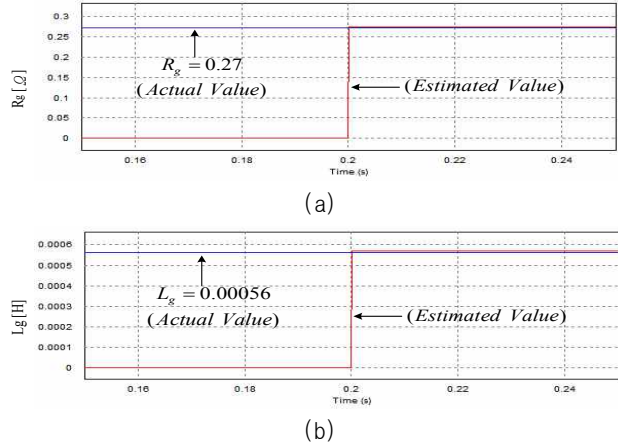 0.3
0.25
0.2
0.15
0.1
0.05
0
Rg [Ω]
R_g = 0.27
(Actual Value)
(Estimated Value)
0.16 0.18 0.2 0.22 0.24
Time (s)
(a)
0.0006
0.0005
0.0004
0.0003
0.0002
0.0001
0
Lg [H]
L_g = 0.00056
(Actual Value)
(Estimated Value)
0.16 0.18 0.2 0.22 0.24
Time (s)
(b)